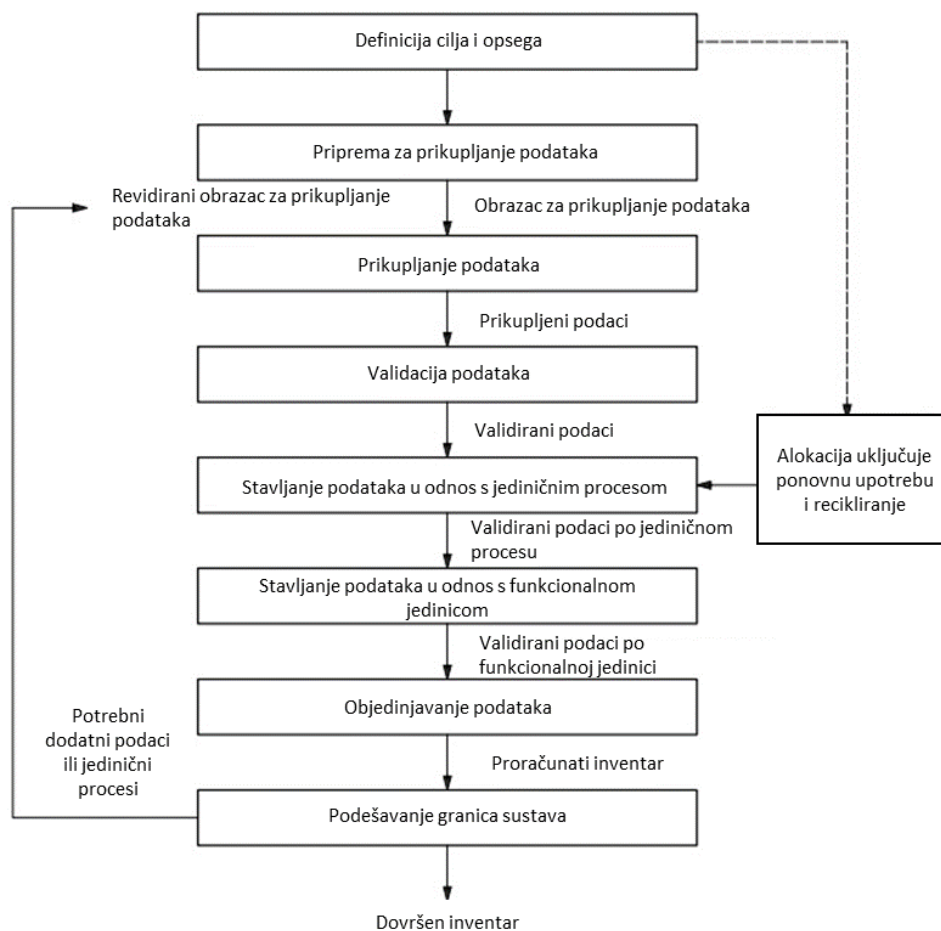 Definicija cilja i opsega
Priprema za prikupljanje podataka
Revidirani obrazac za prikupljanje
podataka
Obrazac za prikupljanje podataka
Prikupljanje podataka
Prikupljeni podaci
Validacija podataka
Validirani podaci
Alokacija uključuje
ponovnu upotrebu
i recikliranje
Stavljanje podataka u odnos s jediničnim procesom
Validirani podaci po jediničnom
procesu
Stavljanje podataka u odnos s funkcionalnom
jedinicom
Validirani podaci po
funkcionalnoj jedinici
Objedinjavanje podataka
Potrebni
dodatni podaci
ili jedinični
procesi
Proračunati inventar
Podešavanje granica sustava
Dovršen inventar